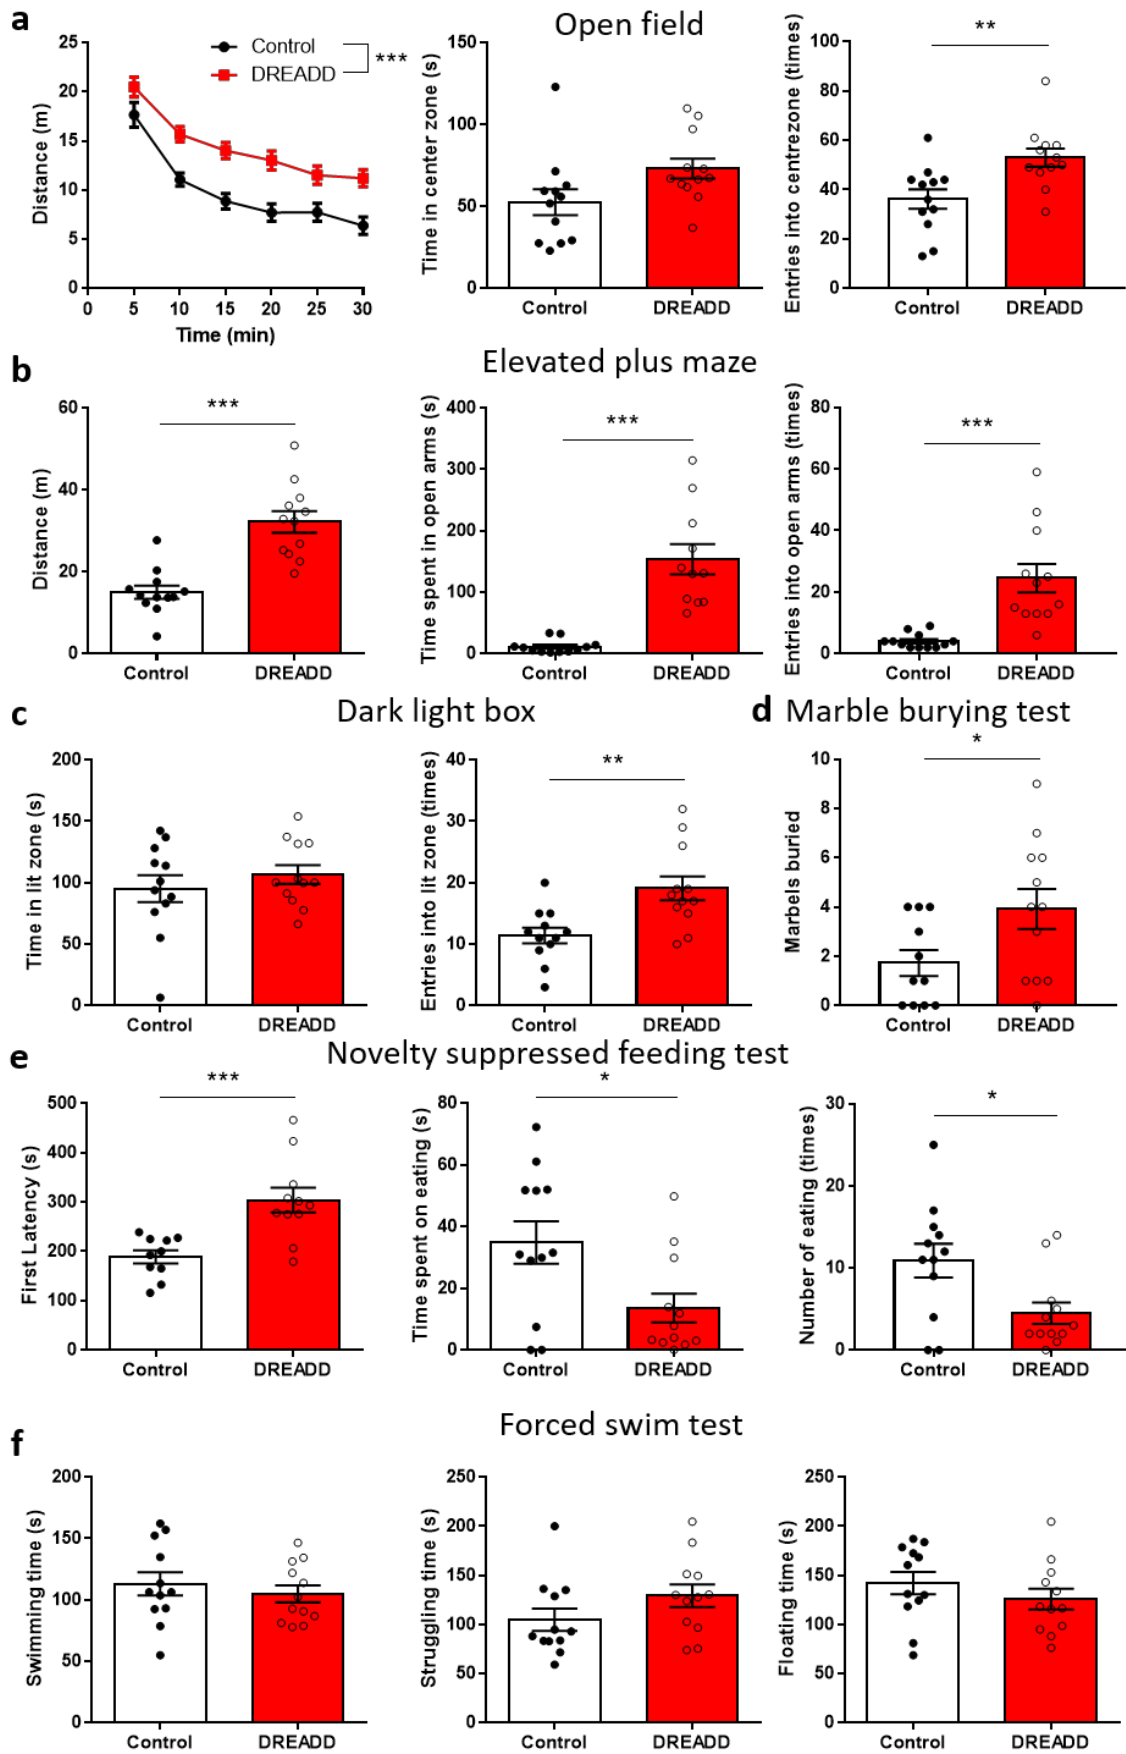 a
Open field
Distance (m)
25
20
15
10
5
0
0 5 10 15 20 25 30
Time (min)
Control
DREADD
***
Time in center zone (s)
150
100
50
0
Control DREADD
Entries into centrezone (times)
100
80
60
40
20
0
**
Control DREADD
b
Elevated plus maze
Distance (m)
60
40
20
0
***
Control DREADD
Time spent in open arms (s)
400
300
200
100
0
***
Control DREADD
Entries into open arms (times)
80
60
40
20
0
***
Control DREADD
c
Dark light box
Time in lit zone (s)
200
150
100
50
0
Control DREADD
Entries into lit zone (times)
40
30
20
10
0
**
Control DREADD
d Marble burying test
Marbels buried
10
8
6
4
2
0
*
Control DREADD
e
Novelty suppressed feeding test
First Latency (s)
500
400
300
200
100
0
***
Control DREADD
Time spent on eating (s)
80
60
40
20
0
*
Control DREADD
Number of eating (times)
30
20
10
0
*
Control DREADD
f
Forced swim test
Swimming time (s)
200
150
100
50
0
Control DREADD
Struggling time (s)
250
200
150
100
50
0
Control DREADD
Floating time (s)
250
200
150
100
50
0
Control DREADD